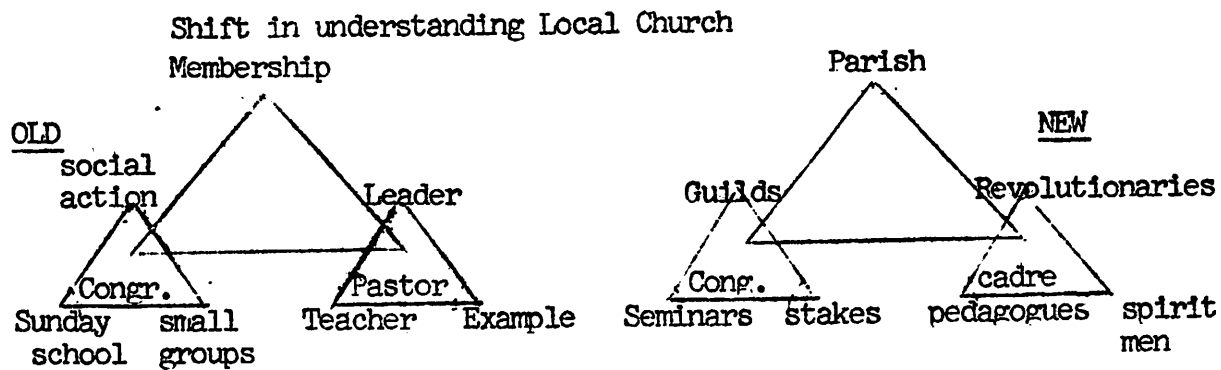 Shift in understanding Local Church
Membership
Parish
OLD
NEW
social
action
Leader
Guilds
Revolutionaries
Congr.
Pastor
Cong.
cadre
Sunday small Teacher Example Seminars stakes pedagogues spirit
school groups men